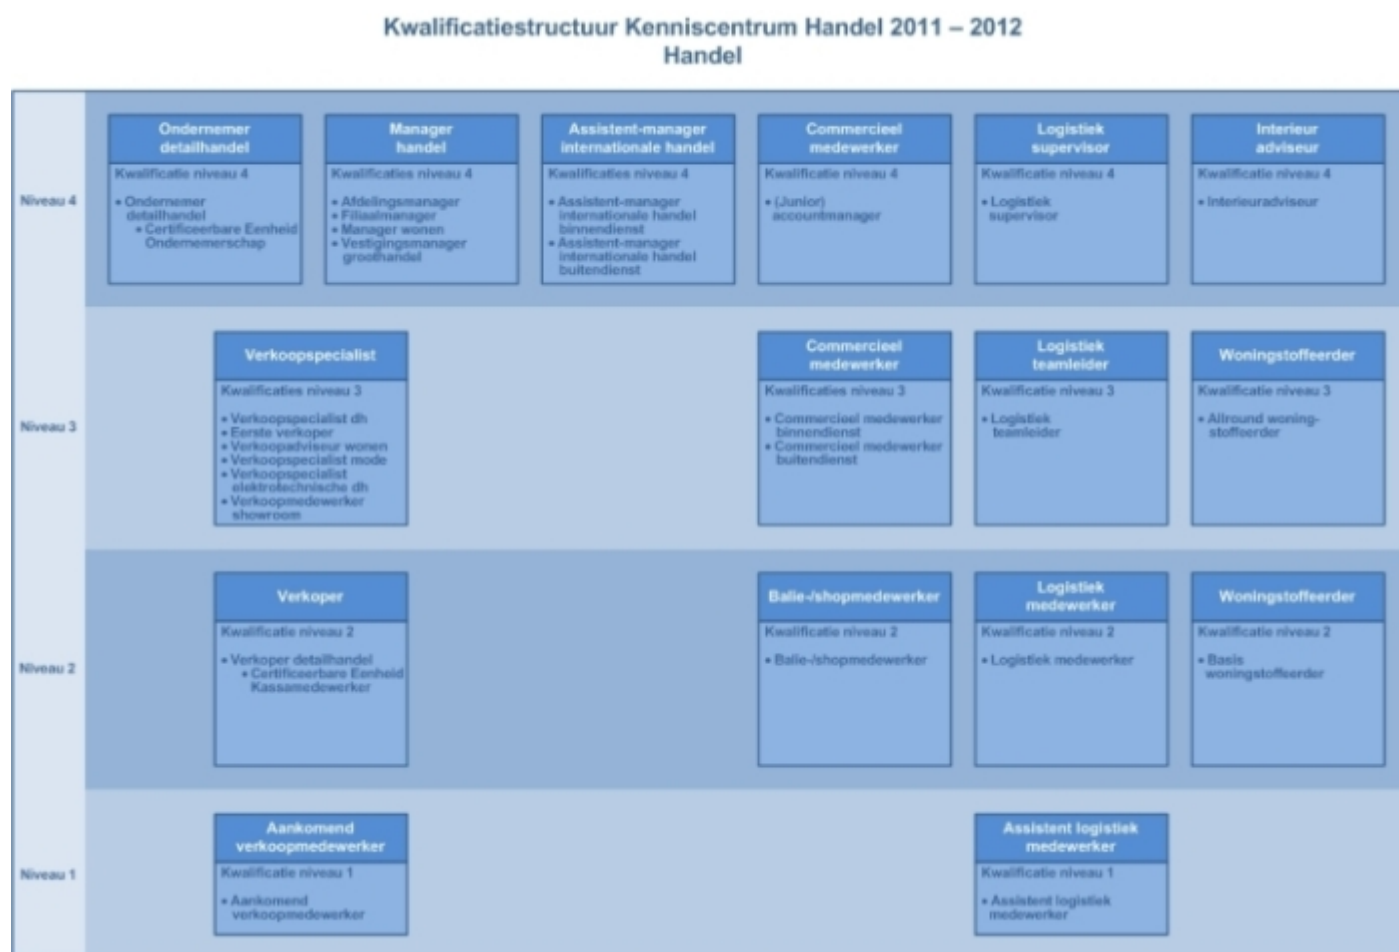 Kwalificatiestructuur Kenniscentrum Handel 2011 – 2012
Handel
Niveau 4
Ondernemer
detailhandel
Kwalificatie niveau 4
• Ondernemer
detailhandel
• Certificeerbare Eenheid
Ondernemerschap
Manager
handel
Kwalificaties niveau 4
• Afdelingsmanager
• Filiaalmanager
• Manager wonen
• Vestigingsmanager
groothandel
Assistent-manager
internationale handel
Kwalificaties niveau 4
• Assistent-manager
internationale handel
binnendienst
• Assistent-manager
internationale handel
buitendienst
Commercieel
medewerker
Kwalificatie niveau 4
• (Junior)
accountmanager
Logistiek
supervisor
Kwalificatie niveau 4
• Logistiek
supervisor
Interieur
adviseur
Kwalificatie niveau 4
• Interieuradviseur
Niveau 3
Verkoopspecialist
Kwalificaties niveau 3
• Verkoopspecialist dh
• Eerste verkoper
• Verkoopadviseur wonen
• Verkoopspecialist mode
• Verkoopspecialist
elektrotechnische dh
• Verkoopmedewerker
showroom
Commercieel
medewerker
Kwalificaties niveau 3
• Commercieel medewerker
binnendienst
• Commercieel medewerker
buitendienst
Logistiek
teamleider
Kwalificatie niveau 3
• Logistiek
teamleider
Woningstoffeerder
Kwalificatie niveau 3
• Allround woning-
stoffeerder
Niveau 2
Verkoper
Kwalificatie niveau 2
• Verkoper detailhandel
• Certificeerbare Eenheid
Kassamedewerker
Balie-/shopmedewerker
Kwalificatie niveau 2
• Balie-/shopmedewerker
Logistiek
medewerker
Kwalificatie niveau 2
• Logistiek medewerker
Woningstoffeerder
Kwalificatie niveau 2
• Basis
woningstoffeerder
Niveau 1
Aankomend
verkoopmedewerker
Kwalificatie niveau 1
• Aankomend
verkoopmedewerker
Assistent logistiek
medewerker
Kwalificatie niveau 1
• Assistent logistiek
medewerker